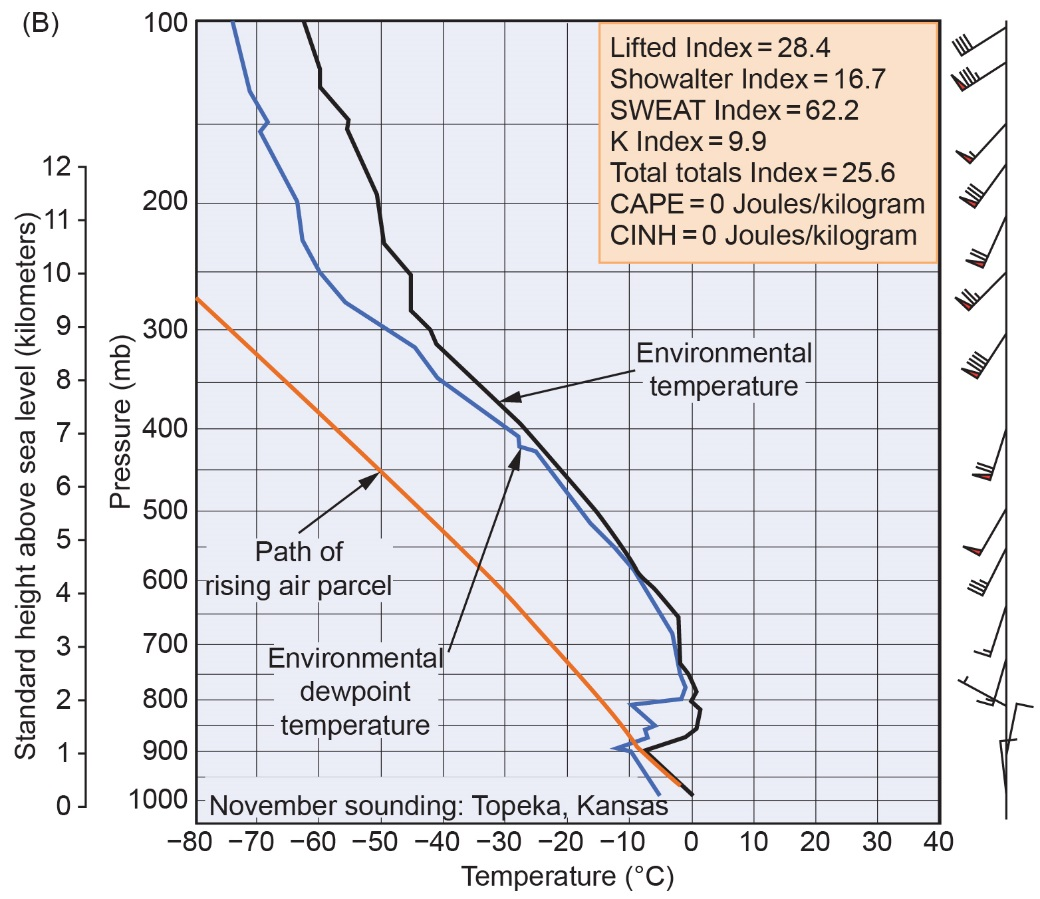 (B)
Lifted Index = 28.4
Showalter Index = 16.7
SWEAT Index = 62.2
K Index = 9.9
Total totals Index = 25.6
CAPE = 0 Joules/kilogram
CINH = 0 Joules/kilogram
Standard height above sea level (kilometers)
12
11
10
9
8
7
6
5
4
3
2
1
0
Pressure (mb)
100
200
300
400
500
600
700
800
900
1000
Environmental
temperature
Path of
rising air parcel
Environmental
dewpoint
temperature
November sounding: Topeka, Kansas
−80 −70 −60 −50 −40 −30 −20 −10 0 10 20 30 40
Temperature (°C)